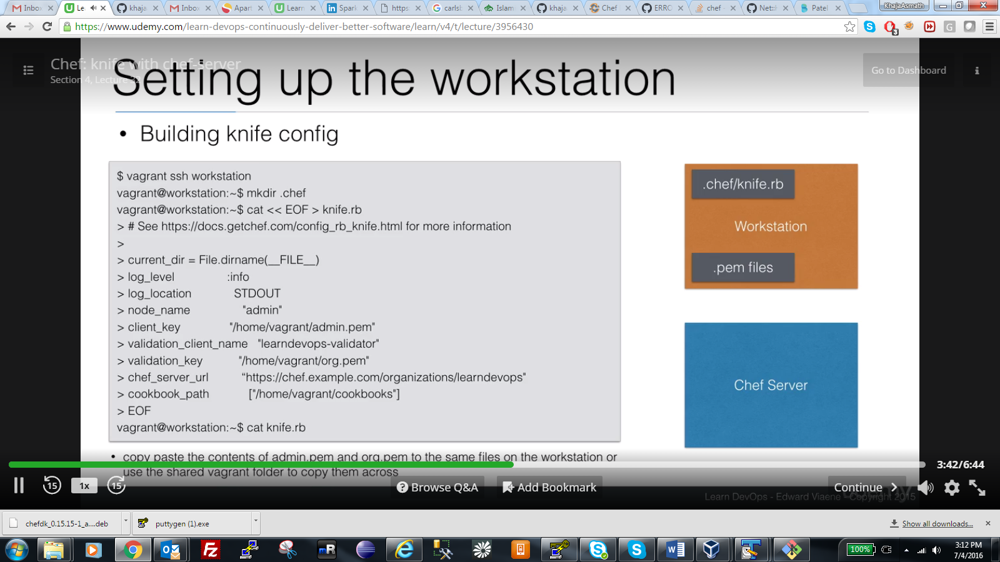 Inbox
Le
khaja
Inbox
Apart
Learn
Spark
https:
carlsb
Islam
khaja
Chef
ERRO
chef
Net::H
Patel
KhajaAsmath
https://www.udemy.com/learn-devops-continuously-deliver-better-software/learn/v4/t/lecture/3956430
3
G
Chef: knife with chef-server
Section 4, Lecture 32
Go to Dashboard
Setting up the workstation
• Building knife config
$ vagrant ssh workstation
vagrant@workstation:~$ mkdir .chef
vagrant@workstation:~$ cat << EOF > knife.rb
> # See https://docs.getchef.com/config_rb_knife.html for more information
>
> current_dir = File.dirname(__FILE__)
> log_level :info
> log_location STDOUT
> node_name "admin"
> client_key "/home/vagrant/admin.pem"
> validation_client_name "learndevops-validator"
> validation_key "/home/vagrant/org.pem"
> chef_server_url “https://chef.example.com/organizations/learndevops"
> cookbook_path ["/home/vagrant/cookbooks"]
> EOF
vagrant@workstation:~$ cat knife.rb
.chef/knife.rb
Workstation
.pem files
Chef Server
• copy paste the contents of admin.pem and org.pem to the same files on the workstation or
use the shared vagrant folder to copy them across
3:42/6:44
15
1x
15
Browse Q&A
Add Bookmark
Continue
Learn DevOps - Edward Viaene - Copyright 2015
chefdk_0.15.15-1_a....deb
puttygen (1).exe
Show all downloads...
100%
3:12 PM
7/4/2016